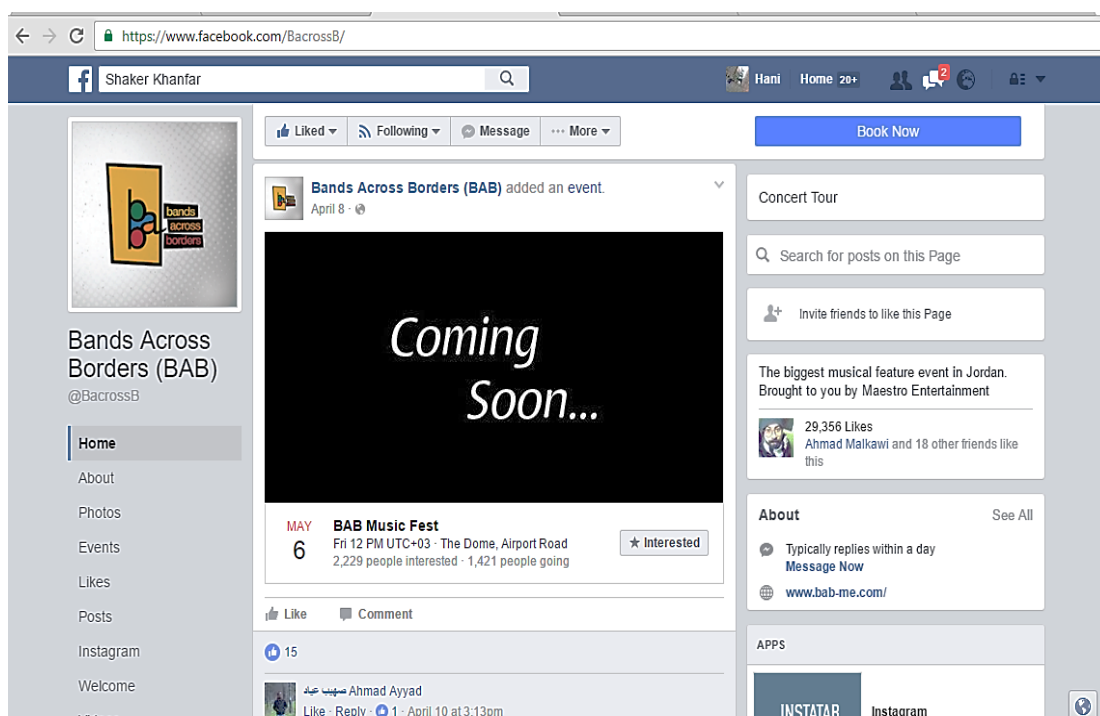 https://www.facebook.com/BacrossB/
Shaker Khanfar
Hani
Home 20+
2
bands
across
borders
Bands Across
Borders (BAB)
@BacrossB
Home
About
Photos
Events
Likes
Posts
Instagram
Welcome
Liked
Following
Message
More
Book Now
Bands Across Borders (BAB) added an event.
April 8 ·
Coming
Soon...
MAY
6
BAB Music Fest
Fri 12 PM UTC+03 · The Dome, Airport Road
2,229 people interested · 1,421 people going
Interested
Like Comment
15
صهيب عياد Ahmad Ayyad
Like · Reply · 1 · April 10 at 3:13pm
Concert Tour
Search for posts on this Page
Invite friends to like this Page
The biggest musical feature event in Jordan.
Brought to you by Maestro Entertainment
29,356 Likes
Ahmad Malkawi and 18 other friends like
this
About See All
Typically replies within a day
Message Now
www.bab-me.com/
APPS
INSTATAB
Instagram